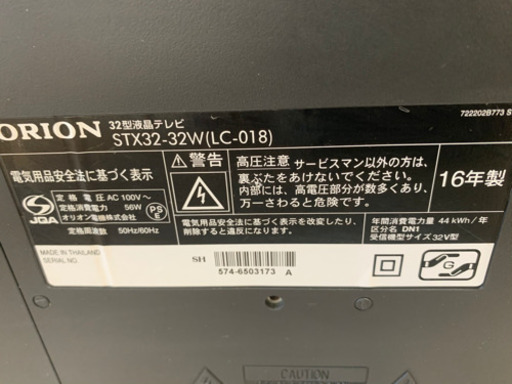 ORION
32型液晶テレビ
STX32-32W(LC-018)
722202B773 S
電気用品安全法に基づく表示
定格電圧 AC 100V~
定格消費電力 56W
オリオン電機株式会社
定格周波数 50Hz/60Hz
JQA
PS
E
警告
高圧注意 サービスマン以外の方は、
裏ぶたをあけないでください。
内部には、高電圧部分が数多くあり、
万一さわると危険です。
電気用品安全法に基づく表示を改変したり、
削除すると違反になります。
16年製
年間消費電力量 44 kWh/年
区分名 DN1
受信機型サイズ 32V型
MADE IN THAILAND
SERIAL NO.
SH
574-6503173 A
G
CAUTION